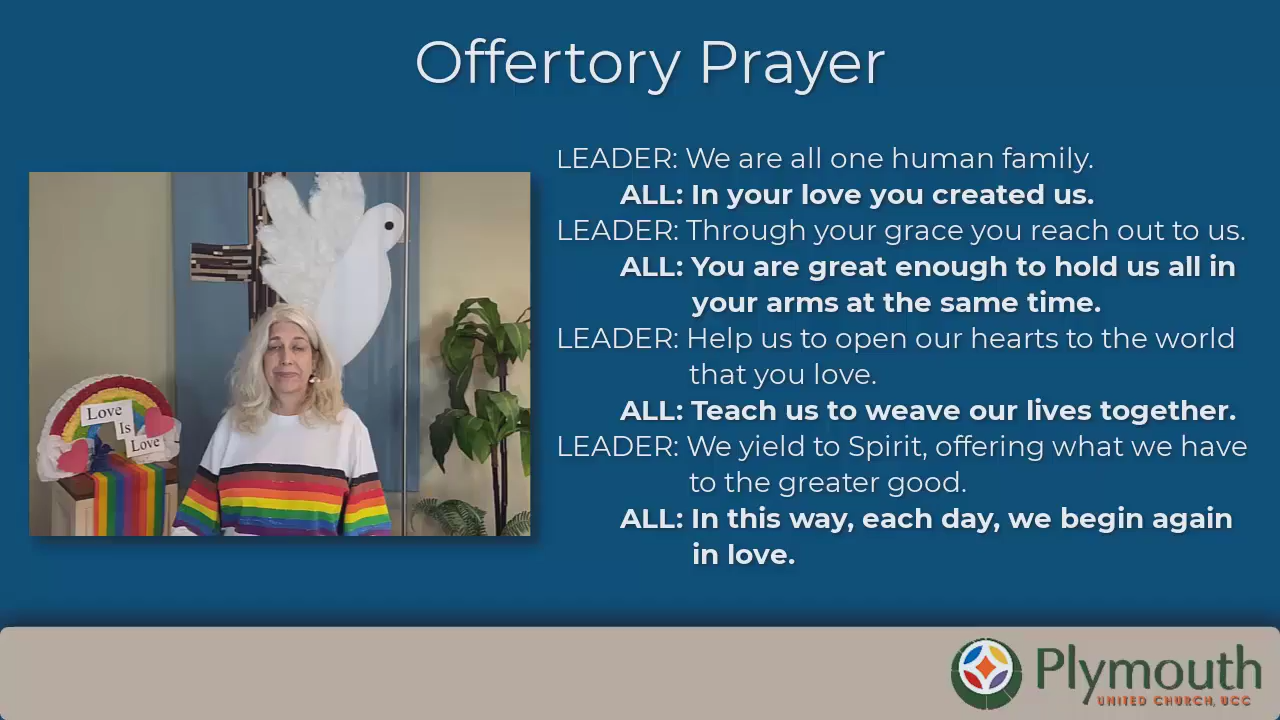 Offertory Prayer
LEADER: We are all one human family.
ALL: In your love you created us.
LEADER: Through your grace you reach out to us.
ALL: You are great enough to hold us all in
your arms at the same time.
LEADER: Help us to open our hearts to the world
that you love.
ALL: Teach us to weave our lives together.
LEADER: We yield to Spirit, offering what we have
to the greater good.
ALL: In this way, each day, we begin again
in love.
Love
Is
Love
Plymouth
UNITED CHURCH, UCC